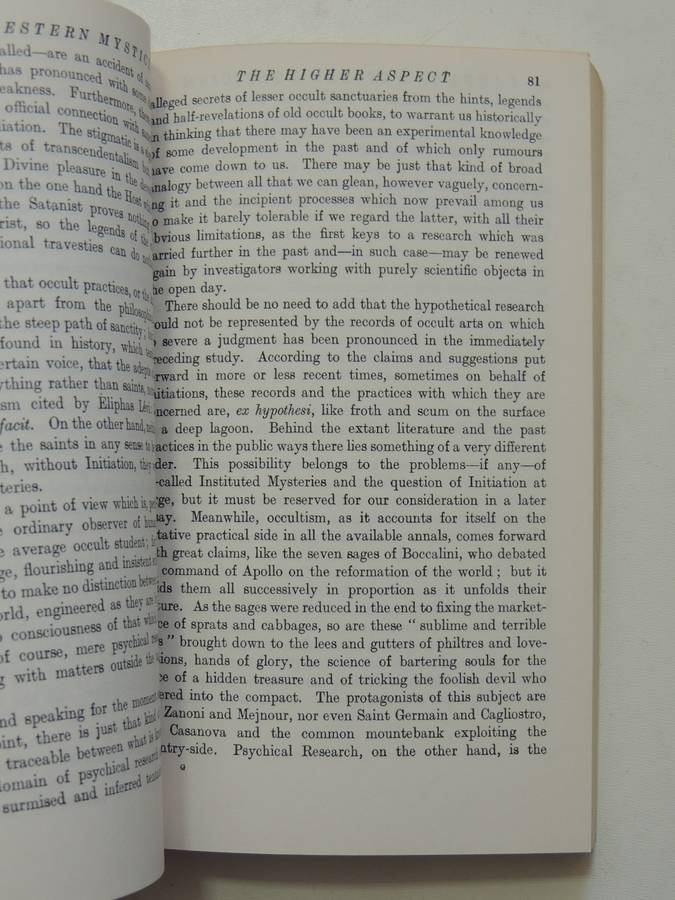 ESTERN MYSTIC
alled—are an accident of
has pronounced with some
eakness. Furthermore,
official connection with
iation. The stigmatic is a
ts of transcendentalism
Divine pleasure in the
on the one hand the Host
the Satanist proves nothing
rist, so the legends of the
ional travesties can do
that occult practices, or the
apart from the
the steep path of sanctity;
found in history, which
ertain voice, that the
ything rather than saints,
ism cited by Eliphas Lévi
facit. On the other hand,
e the saints in any sense to
h, without Initiation, they
teries.
a point of view which is,
e ordinary observer of
e average occult student;
ge, flourishing and insistent
to make no distinction between
orld, engineered as they are
o consciousness of that which
of course, mere psychical
g with matters outside the
nd speaking for the moment
oint, there is just that kind
traceable between what is
domain of psychical research
surmised and inferred
THE HIGHER ASPECT 81
alleged secrets of lesser occult sanctuaries from the hints, legends
and half-revelations of old occult books, to warrant us historically
n thinking that there may have been an experimental knowledge
of some development in the past and of which only rumours
have come down to us. There may be just that kind of broad
analogy between all that we can glean, however vaguely, concern-
ng it and the incipient processes which now prevail among us
o make it barely tolerable if we regard the latter, with all their
bvious limitations, as the first keys to a research which was
arried further in the past and—in such case—may be renewed
gain by investigators working with purely scientific objects in
he open day.
There should be no need to add that the hypothetical research
ould not be represented by the records of occult arts on which
o severe a judgment has been pronounced in the immediately
receding study. According to the claims and suggestions put
rward in more or less recent times, sometimes on behalf of
nitiations, these records and the practices with which they are
ncerned are, ex hypothesi, like froth and scum on the surface
a deep lagoon. Behind the extant literature and the past
actices in the public ways there lies something of a very different
der. This possibility belongs to the problems—if any—of
-called Instituted Mysteries and the question of Initiation at
rge, but it must be reserved for our consideration in a later
say. Meanwhile, occultism, as it accounts for itself on the
tative practical side in all the available annals, comes forward
th great claims, like the seven sages of Boccalini, who debated
command of Apollo on the reformation of the world; but it
ids them all successively in proportion as it unfolds their
sure. As the sages were reduced in the end to fixing the market-
ce of sprats and cabbages, so are these "sublime and terrible
s" brought down to the lees and gutters of philtres and love-
ions, hands of glory, the science of bartering souls for the
ce of a hidden treasure and of tricking the foolish devil who
ered into the compact. The protagonists of this subject are
Zanoni and Mejnour, nor even Saint Germain and Cagliostro,
Casanova and the common mountebank exploiting the
ntry-side. Psychical Research, on the other hand, is the
G